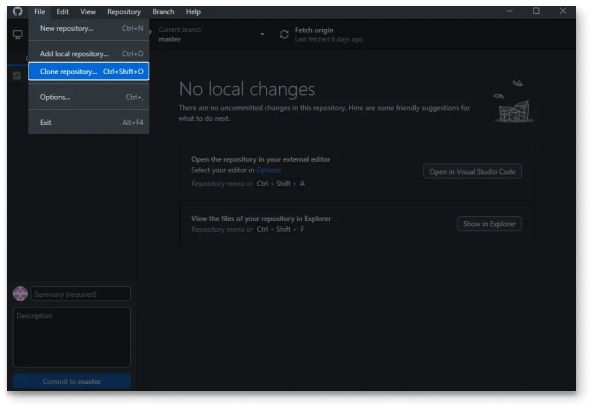 File Edit View Repository Branch Help
New repository... Ctrl+N
Add local repository... Ctrl+O
Clone repository... Ctrl+Shift+O
Options... Ctrl+,
Exit Alt+F4
Current branch
master
Fetch origin
Last fetched 6 days ago
No local changes
There are no uncommitted changes in this repository. Here are some friendly suggestions for
what to do next.
Open the repository in your external editor
Select your editor in Options
Repository menu or Ctrl + Shift + A
Open in Visual Studio Code
View the files of your repository in Explorer
Repository menu or Ctrl + Shift + F
Show in Explorer
Summary (required)
Description
Commit to master